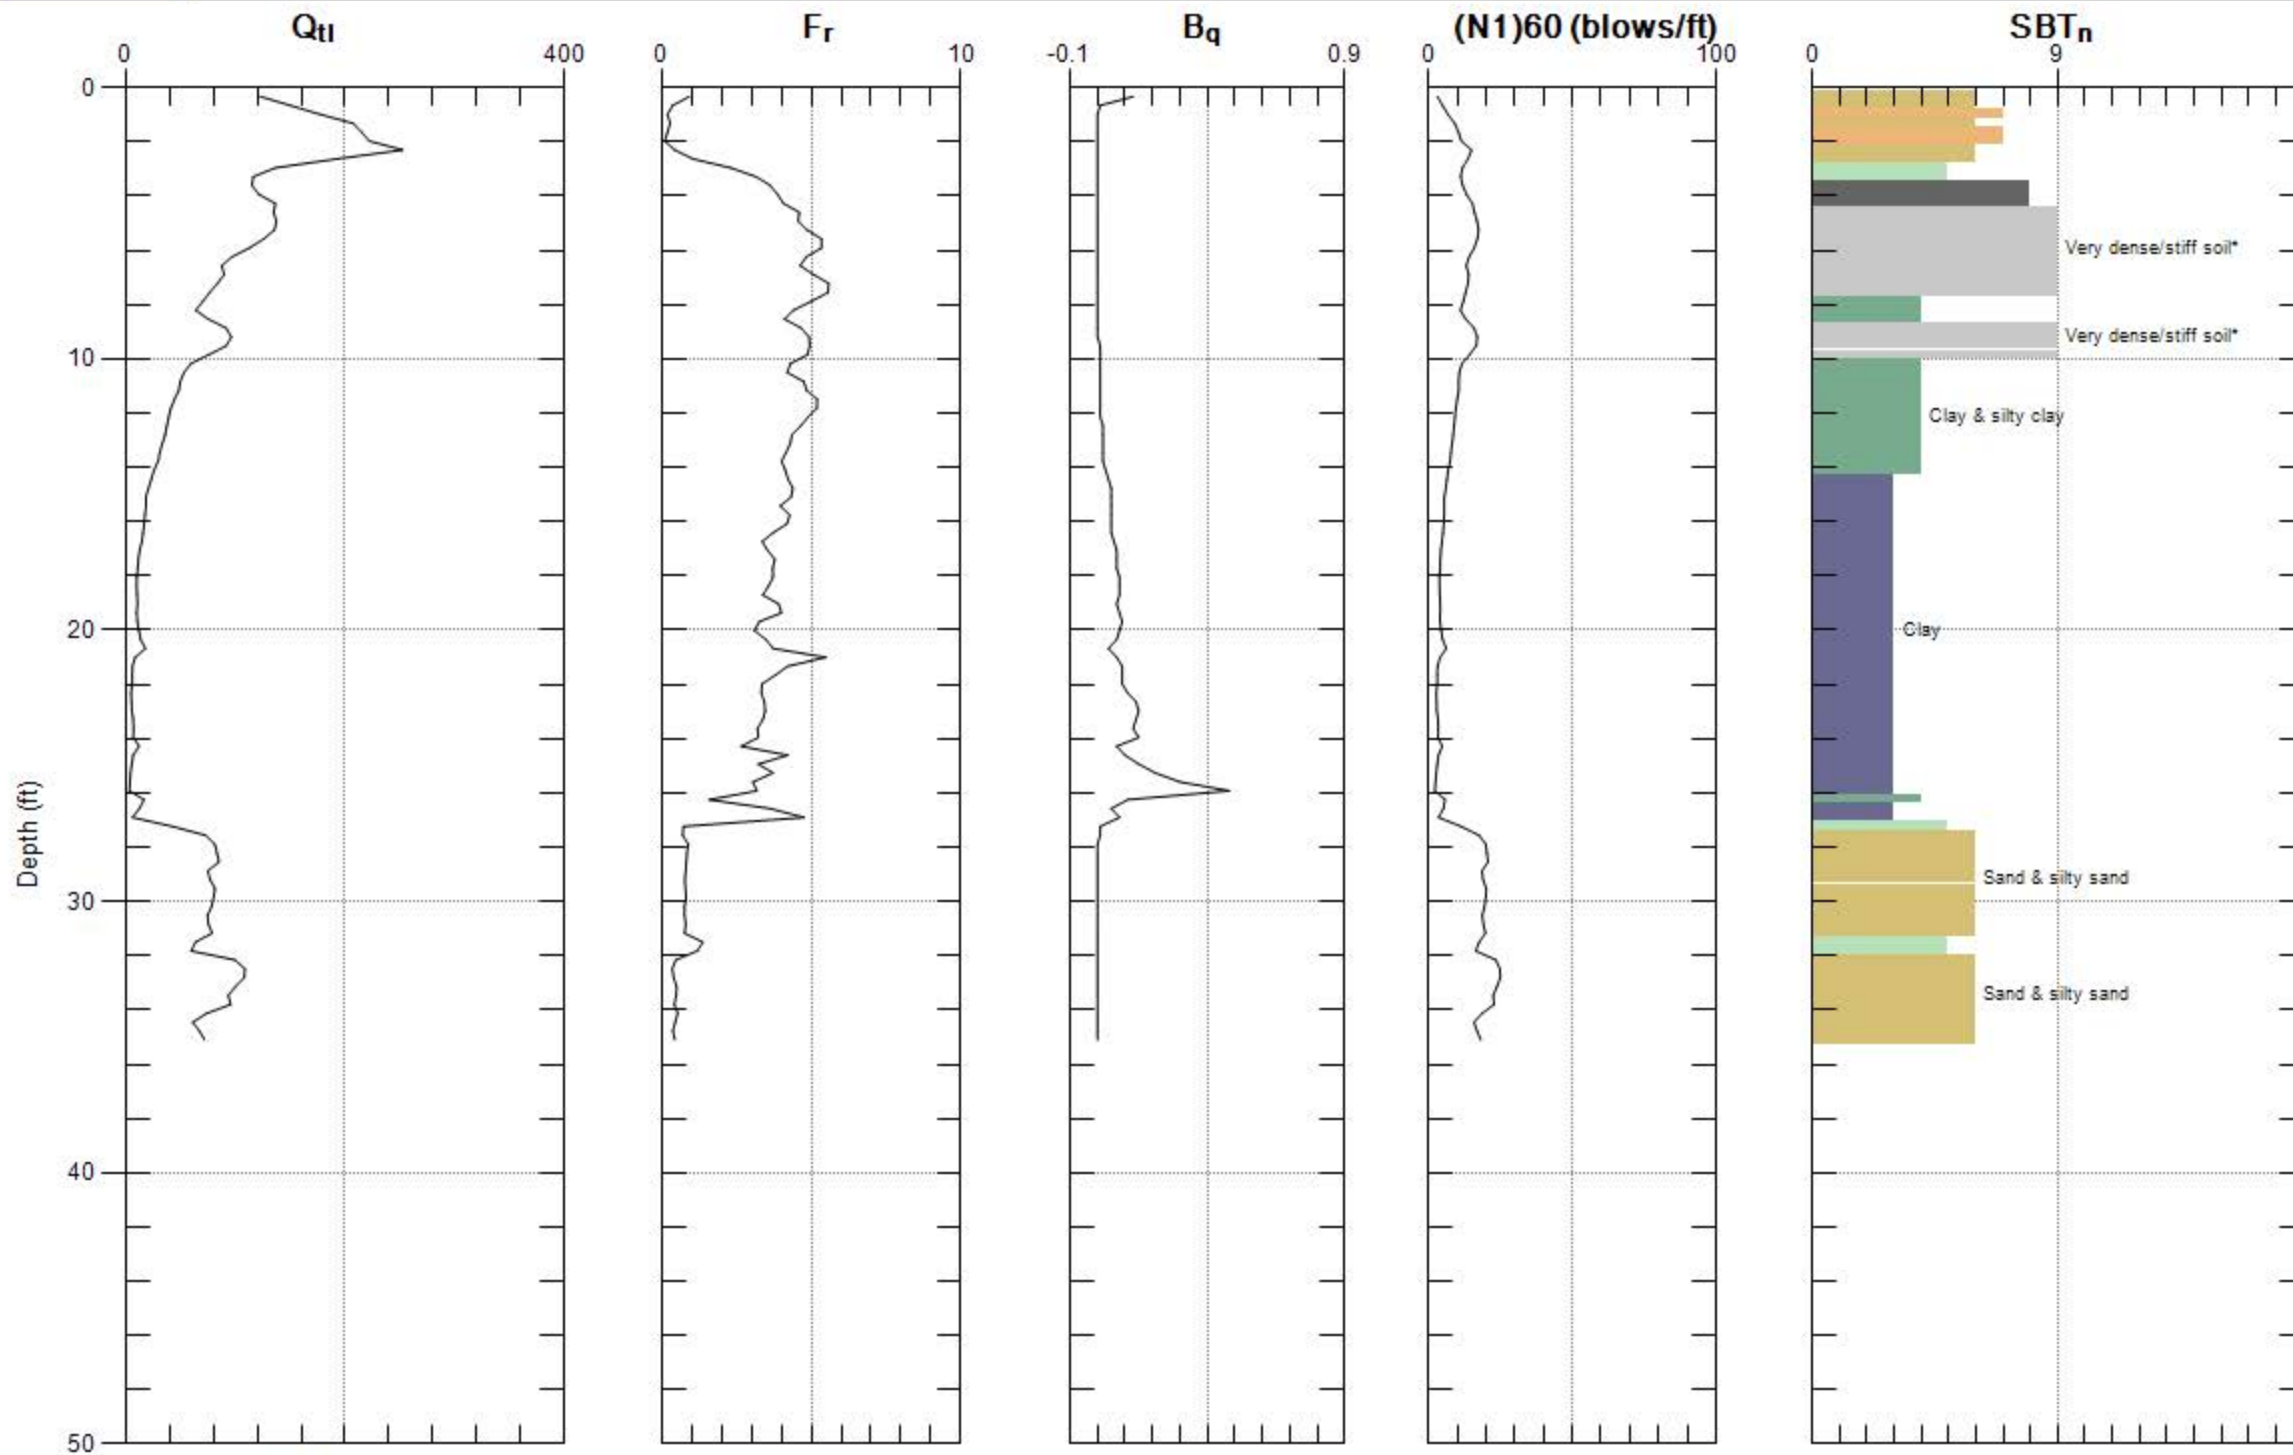 Qtl
Fr
Bq
(N1)60 (blows/ft)
SBTn
0 400
0 10
-0.1 0.9
0 100
0 9
0
10
20
30
40
50
Depth (ft)
Very dense/stiff soil*
Very dense/stiff soil*
Clay & silty clay
Clay
Sand & silty sand
Sand & silty sand